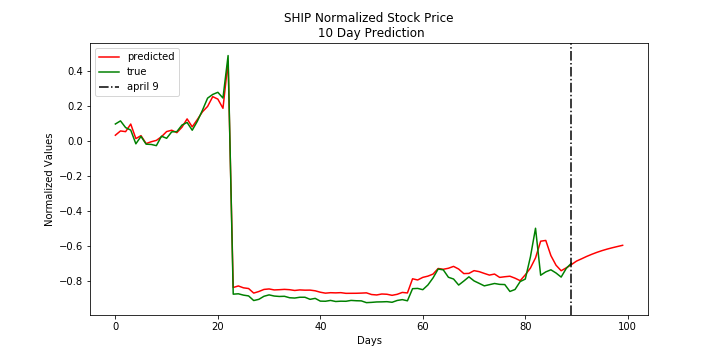 SHIP Normalized Stock Price
10 Day Prediction
predicted
true
april 9
0.4
0.2
0.0
−0.2
−0.4
−0.6
−0.8
Normalized Values
0 20 40 60 80 100
Days